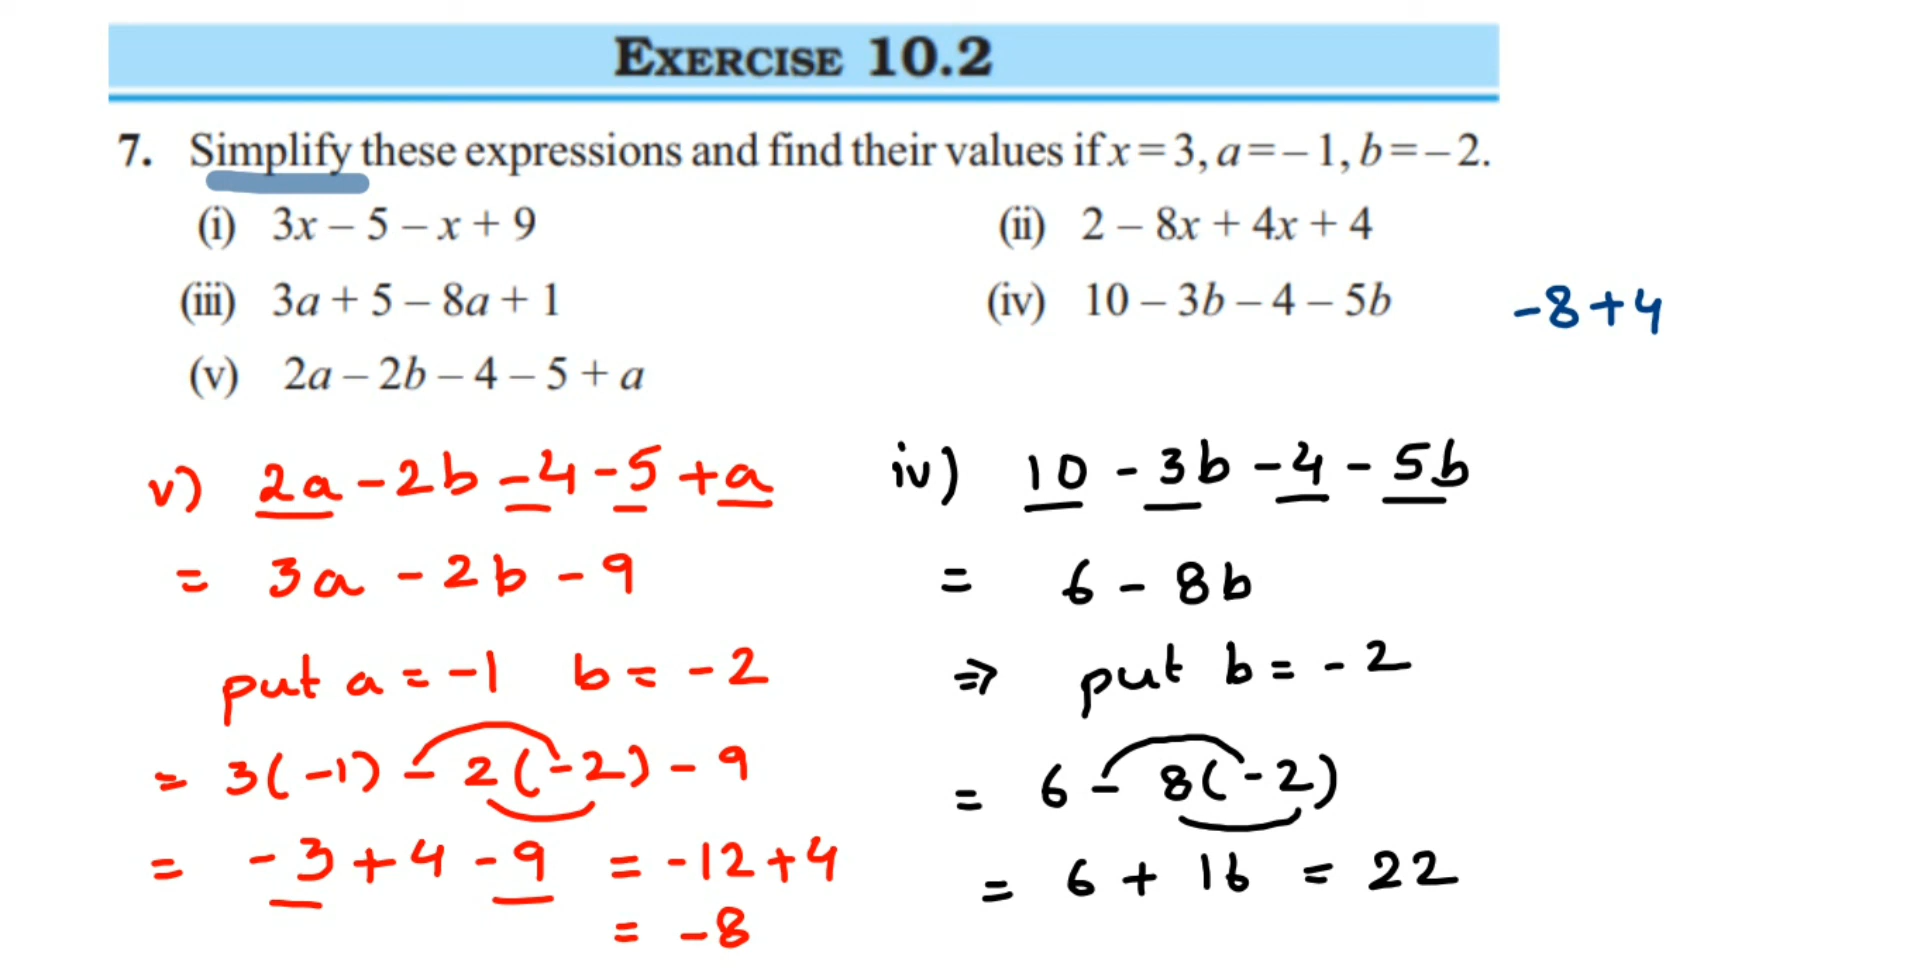 EXERCISE 10.2
7. Simplify these expressions and find their values if x = 3, a = – 1, b = – 2.
(i) 3x – 5 – x + 9
(ii) 2 – 8x + 4x + 4
(iii) 3a + 5 – 8a + 1
(iv) 10 – 3b – 4 – 5b
-8+4
(v) 2a – 2b – 4 – 5 + a
v) 2a - 2b - 4 - 5 + a
= 3a - 2b - 9
put a = -1 b = -2
= 3(-1) - 2(-2) - 9
= -3 + 4 - 9 = -12 + 4
= -8
iv) 10 - 3b - 4 - 5b
= 6 - 8b
⇒ put b = -2
= 6 - 8(-2)
= 6 + 16 = 22